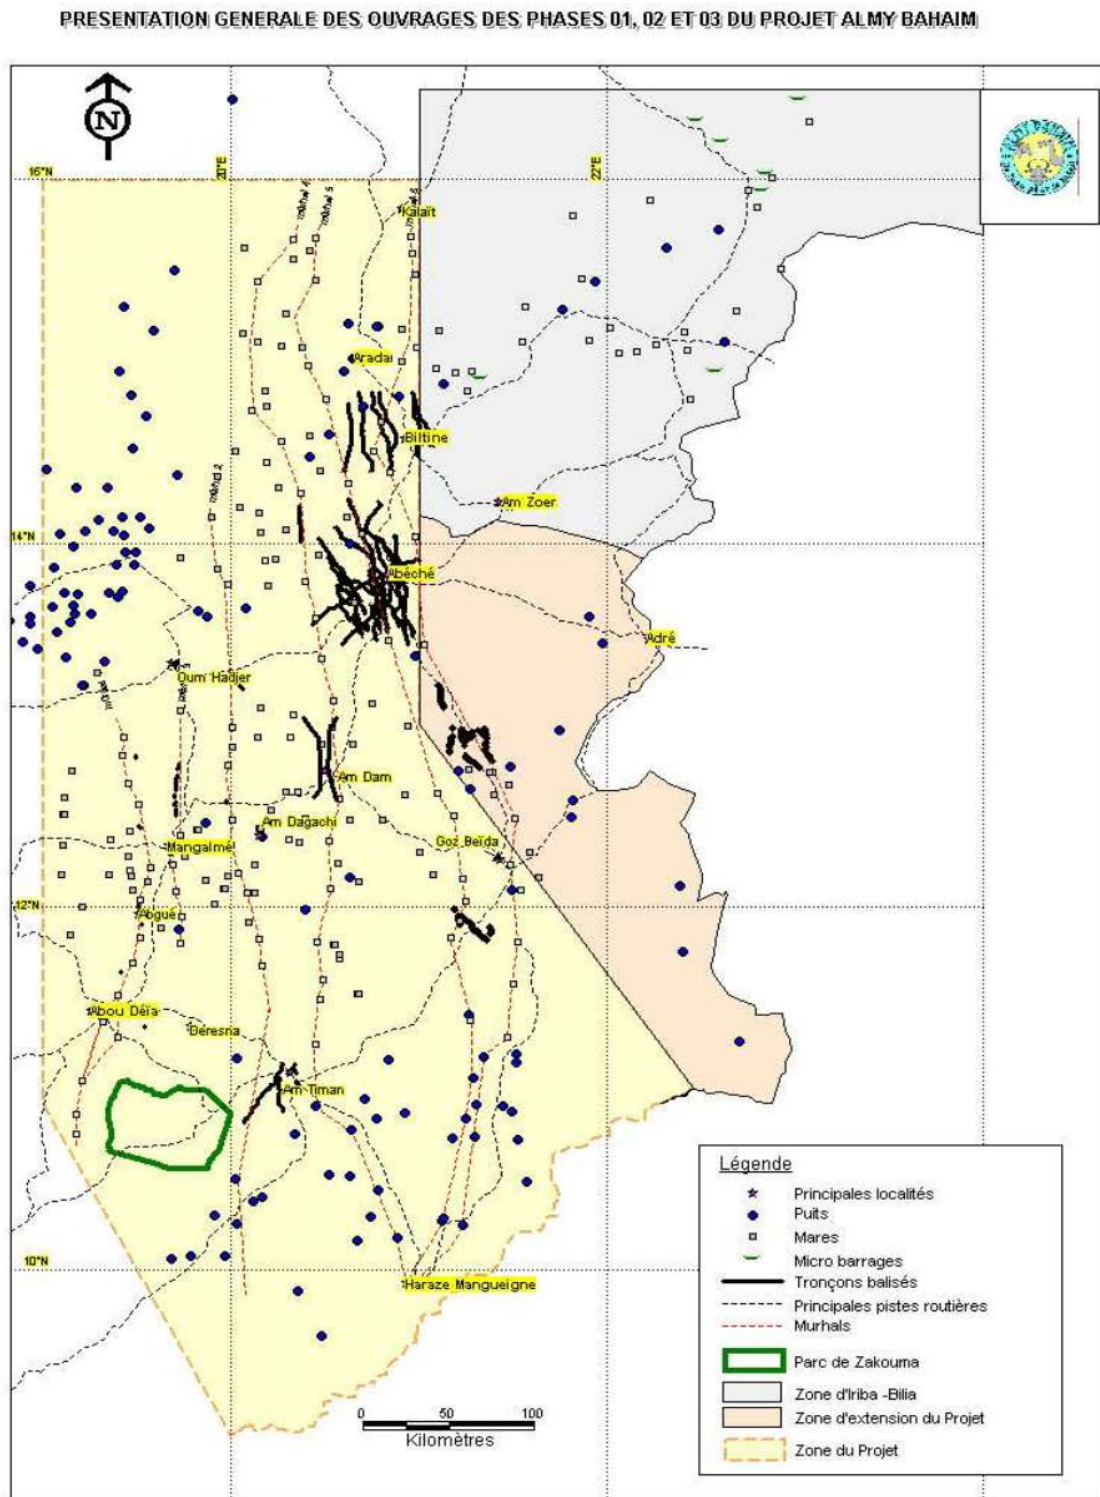 PRESENTATION GENERALE DES OUVRAGES DES PHASES 01, 02 ET 03 DU PROJET ALMY BAHAIM
N
16°N
20°E
22°E
Kalaït
Arada
Biltine
Am Zoer
14°N
Abéché
Adré
Oum Hadjer
Am Dam
Am Dagachi
Mangalmé
Goz Beïda
12°N
Abgué
Abou Déïa
Béresna
Am Timan
10°N
Haraze Mangueigne
0 50 100
Kilomètres
Légende
Principales localités
Puits
Mares
Micro barrages
Tronçons balisés
Principales pistes routières
Murhals
Parc de Zakouma
Zone d'Iriba -Bilia
Zone d'extension du Projet
Zone du Projet